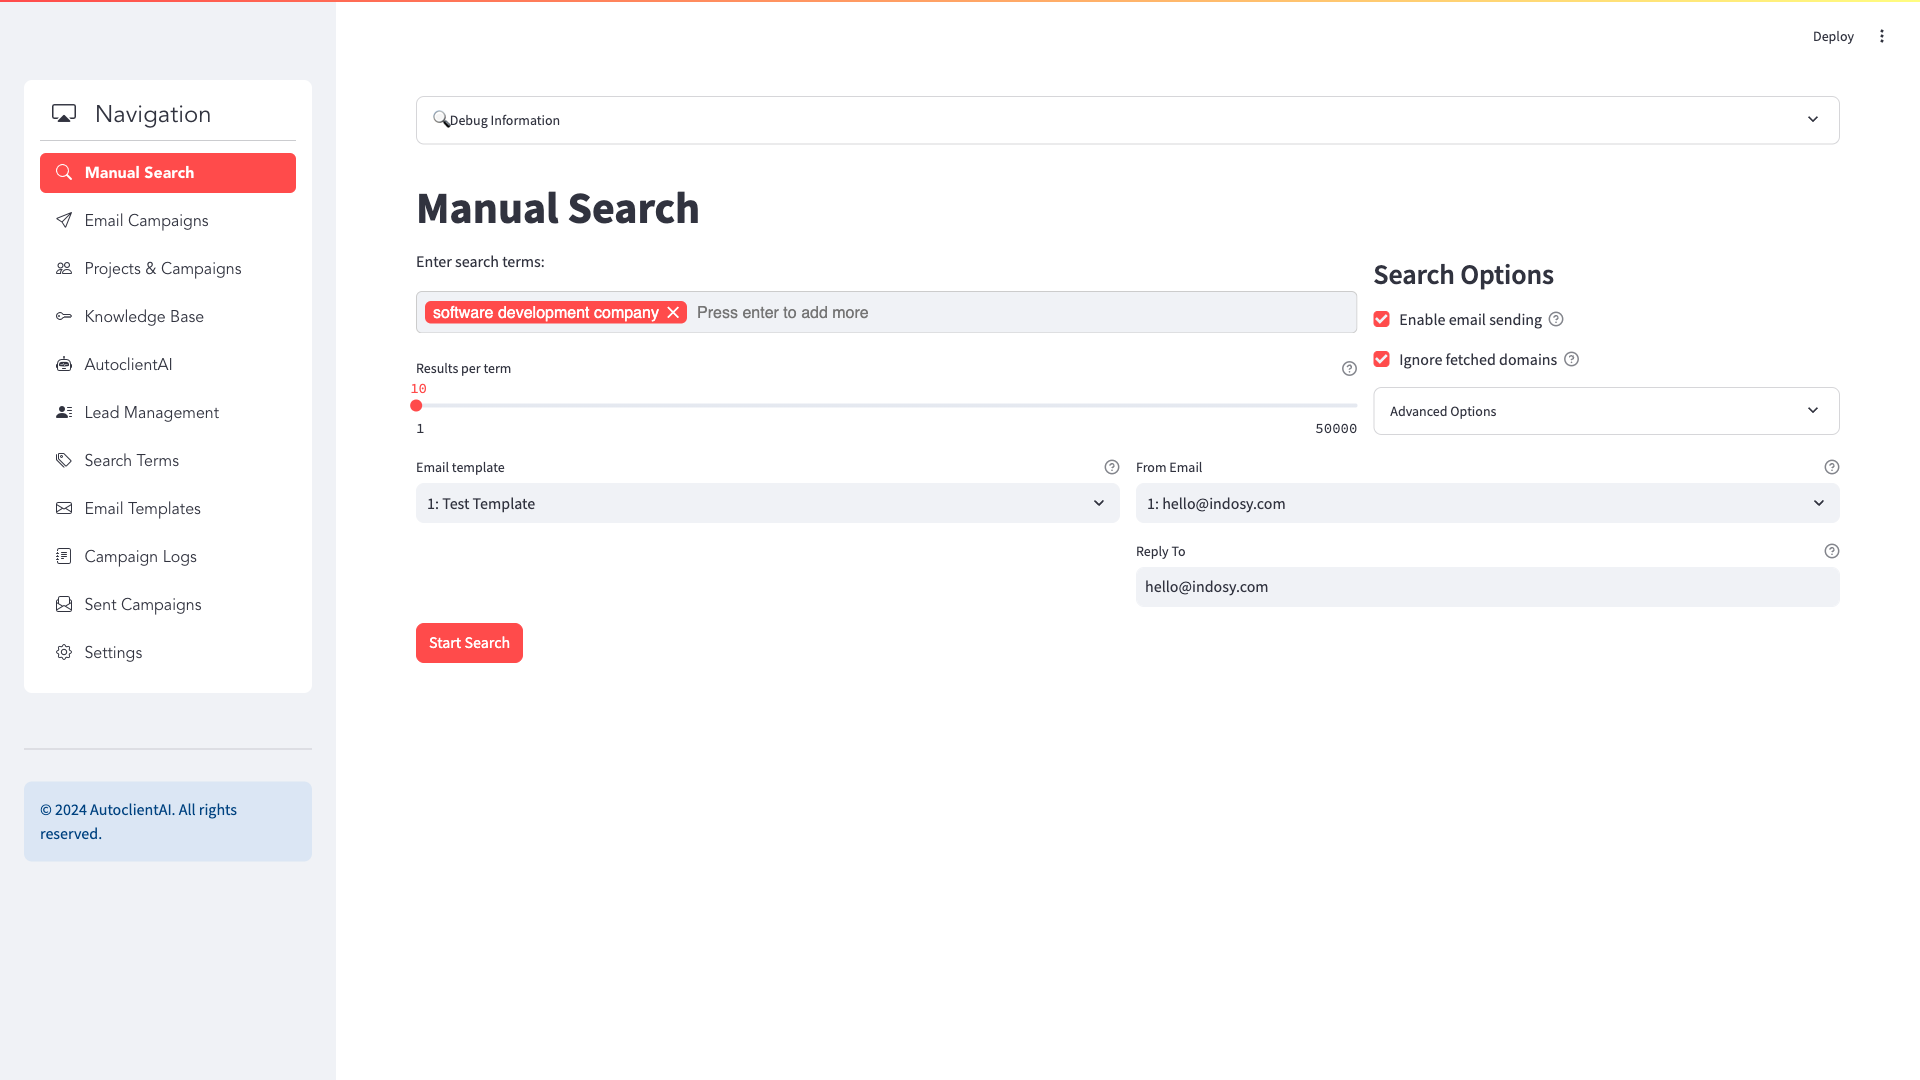 Deploy
Navigation
Manual Search
Email Campaigns
Projects & Campaigns
Knowledge Base
AutoclientAI
Lead Management
Search Terms
Email Templates
Campaign Logs
Sent Campaigns
Settings
© 2024 AutoclientAI. All rights
reserved.
Debug Information
Manual Search
Enter search terms:
software development company Press enter to add more
Results per term
10
1 50000
Search Options
Enable email sending
Ignore fetched domains
Advanced Options
Email template
1: Test Template
From Email
1: hello@indosy.com
Reply To
hello@indosy.com
Start Search